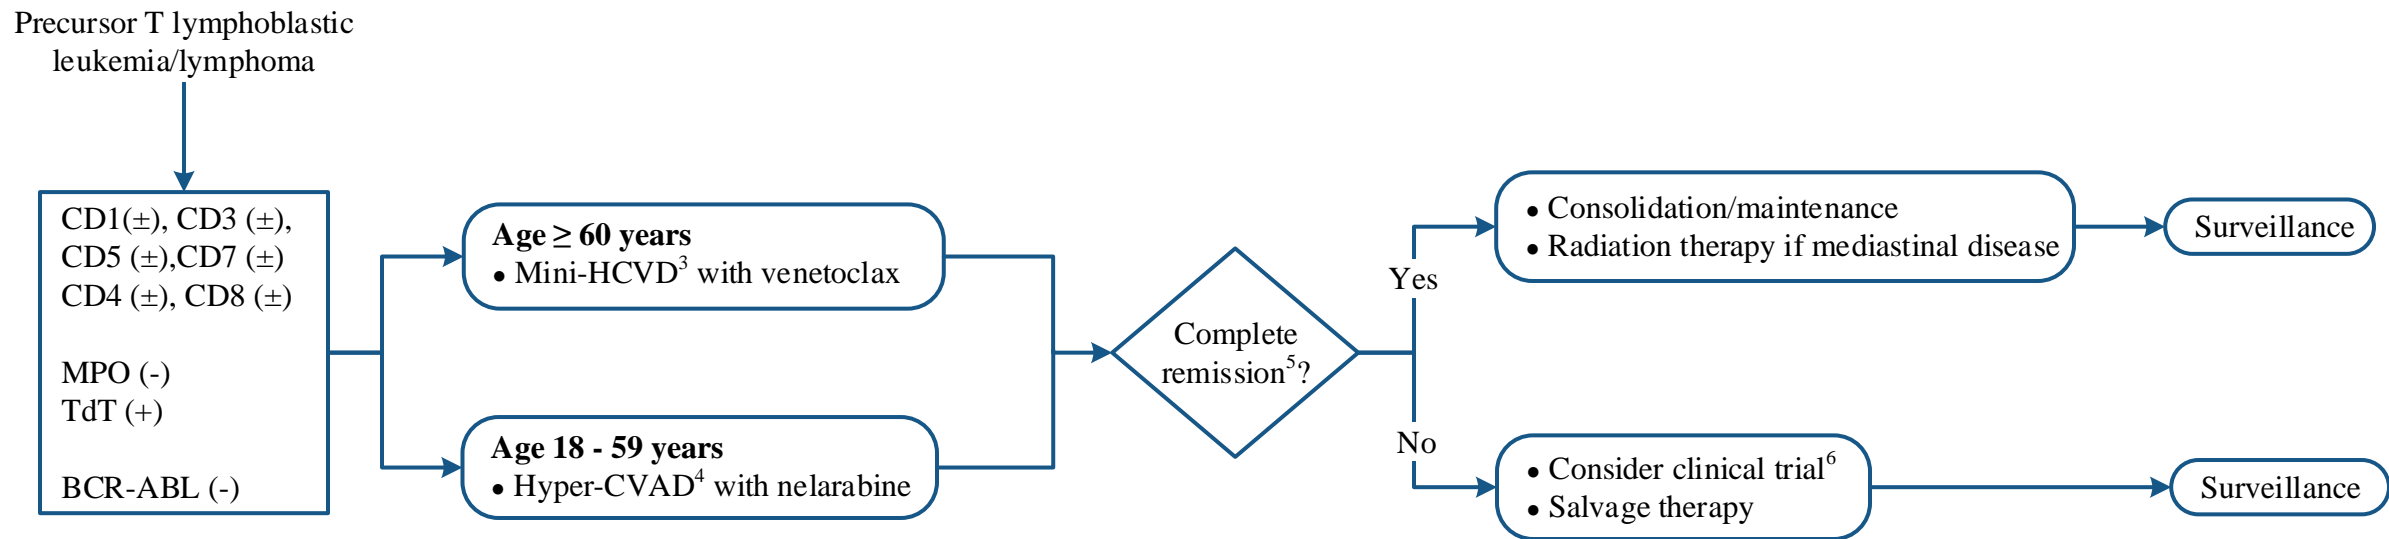 Precursor T lymphoblastic
leukemia/lymphoma
CD1(±), CD3 (±),
CD5 (±),CD7 (±)
CD4 (±), CD8 (±)
MPO (-)
TdT (+)
BCR-ABL (-)
Age ≥ 60 years
• Mini-HCVD³ with venetoclax
Age 18 - 59 years
• Hyper-CVAD⁴ with nelarabine
Complete
remission⁵?
Yes
• Consolidation/maintenance
• Radiation therapy if mediastinal disease
Surveillance
No
• Consider clinical trial⁶
• Salvage therapy
Surveillance